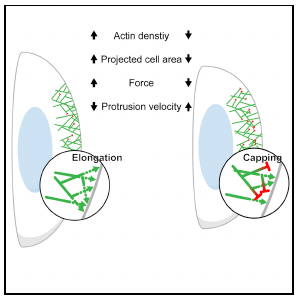 Actin denstiy
Projected cell area
Force
Protrusion velocity
Elongation
Capping